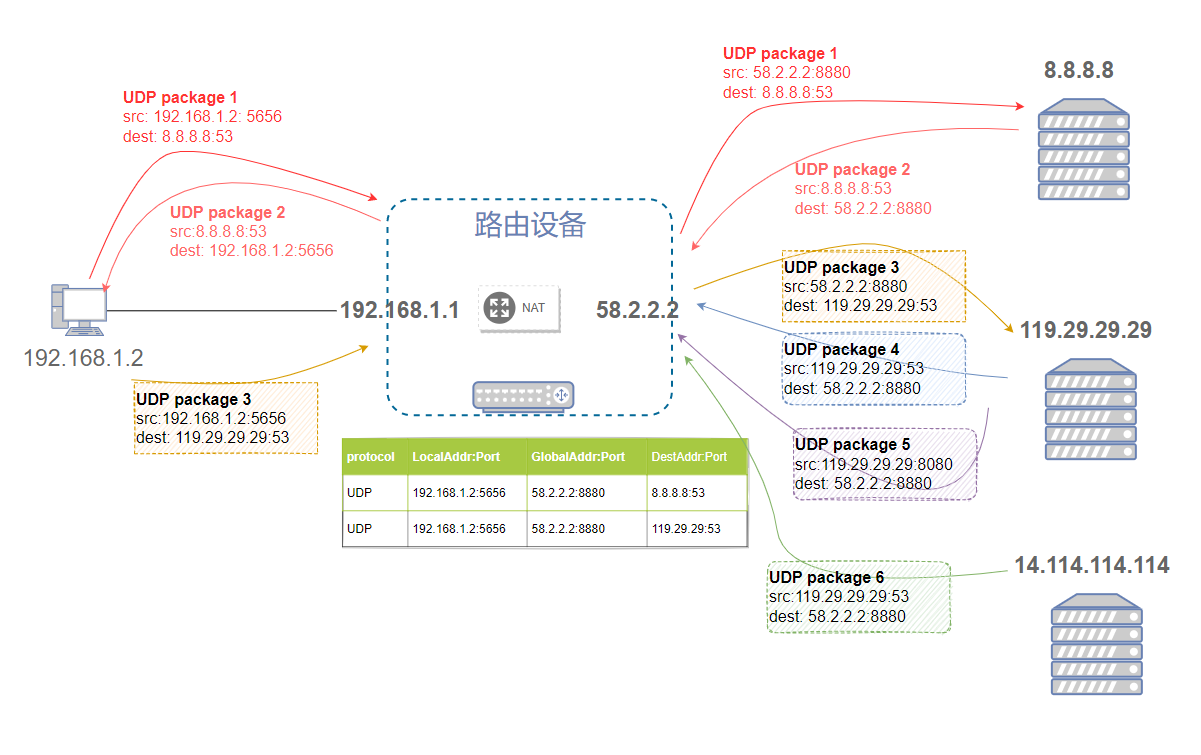 UDP package 1
src: 192.168.1.2: 5656
dest: 8.8.8.8:53
UDP package 2
src:8.8.8.8:53
dest: 192.168.1.2:5656
UDP package 1
src: 58.2.2.2:8880
dest: 8.8.8.8:53
8.8.8.8
UDP package 2
src:8.8.8.8:53
dest: 58.2.2.2:8880
路由设备
192.168.1.1
NAT
58.2.2.2
192.168.1.2
UDP package 3
src:192.168.1.2:5656
dest: 119.29.29.29:53
UDP package 3
src:58.2.2.2:8880
dest: 119.29.29.29:53
119.29.29.29
UDP package 4
src:119.29.29.29:53
dest: 58.2.2.2:8880
UDP package 5
src:119.29.29.29:8080
dest: 58.2.2.2:8880
protocol LocalAddr:Port GlobalAddr:Port DestAddr:Port
UDP 192.168.1.2:5656 58.2.2.2:8880 8.8.8.8:53
UDP 192.168.1.2:5656 58.2.2.2:8880 119.29.29:53
14.114.114.114
UDP package 6
src:119.29.29.29:53
dest: 58.2.2.2:8880